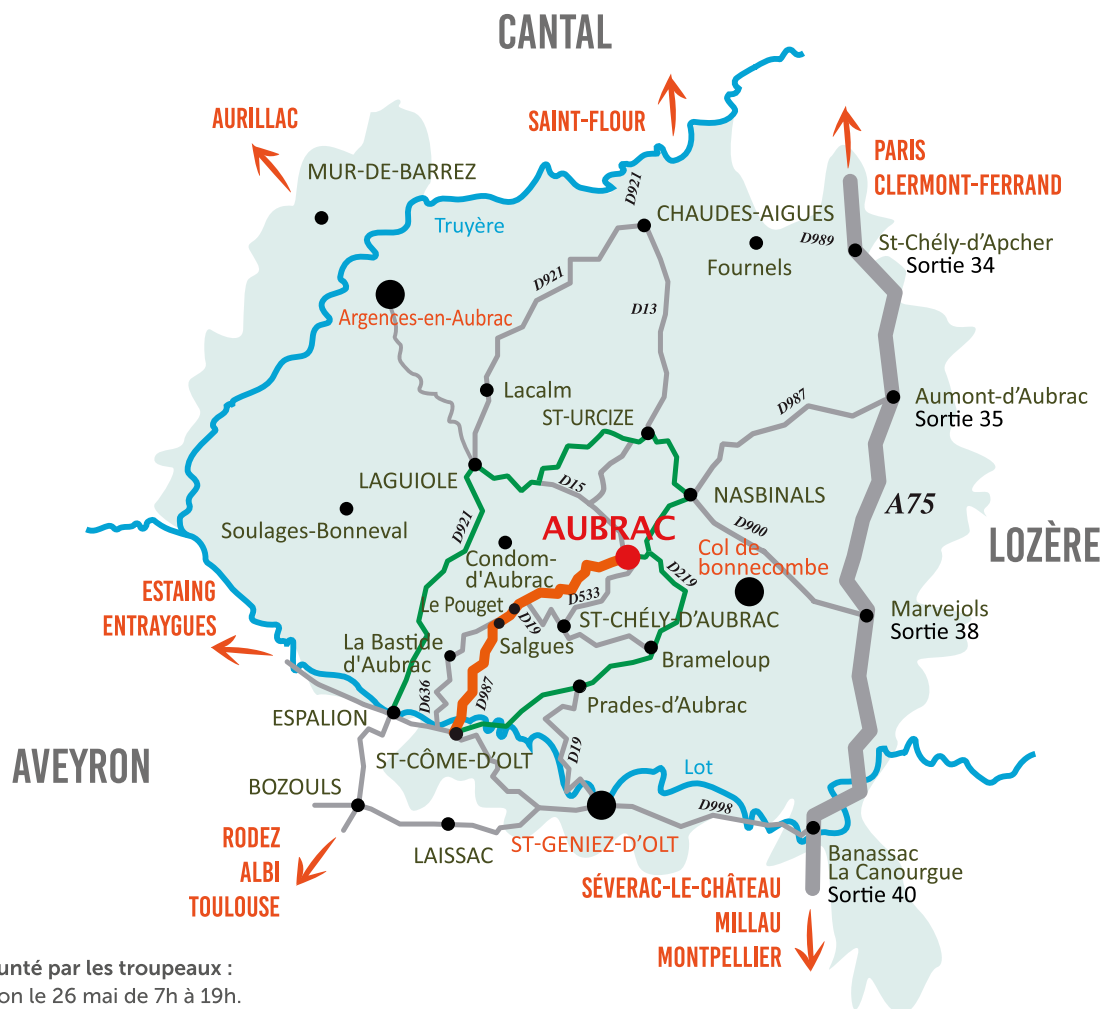 CANTAL
AURILLAC
SAINT-FLOUR
PARIS
CLERMONT-FERRAND
MUR-DE-BARREZ
D921
CHAUDES-AIGUES
Truyère
D989
St-Chély-d'Apcher
Sortie 34
Fournels
D921
D13
Argences-en-Aubrac
Lacalm
D987
Aumont-d'Aubrac
Sortie 35
ST-URCIZE
LAGUIOLE
D15
NASBINALS
A75
Soulages-Bonneval
D921
AUBRAC
D900
LOZÈRE
Condom-
d'Aubrac
Col de
bonnecombe
D219
ESTAING
ENTRAYGUES
Le Pouget
D533
D19
ST-CHÉLY-D'AUBRAC
Marvejols
Sortie 38
La Bastide
d'Aubrac
Salgues
Brameloup
D636
D987
Prades-d'Aubrac
ESPALION
AVEYRON
ST-CÔME-D'OLT
D19
Lot
BOZOULS
D998
LAISSAC
ST-GENIEZ-D'OLT
RODEZ
ALBI
TOULOUSE
Banassac
La Canourgue
Sortie 40
SÉVERAC-LE-CHÂTEAU
MILLAU
MONTPELLIER
unté par les troupeaux :
on le 26 mai de 7h à 19h.